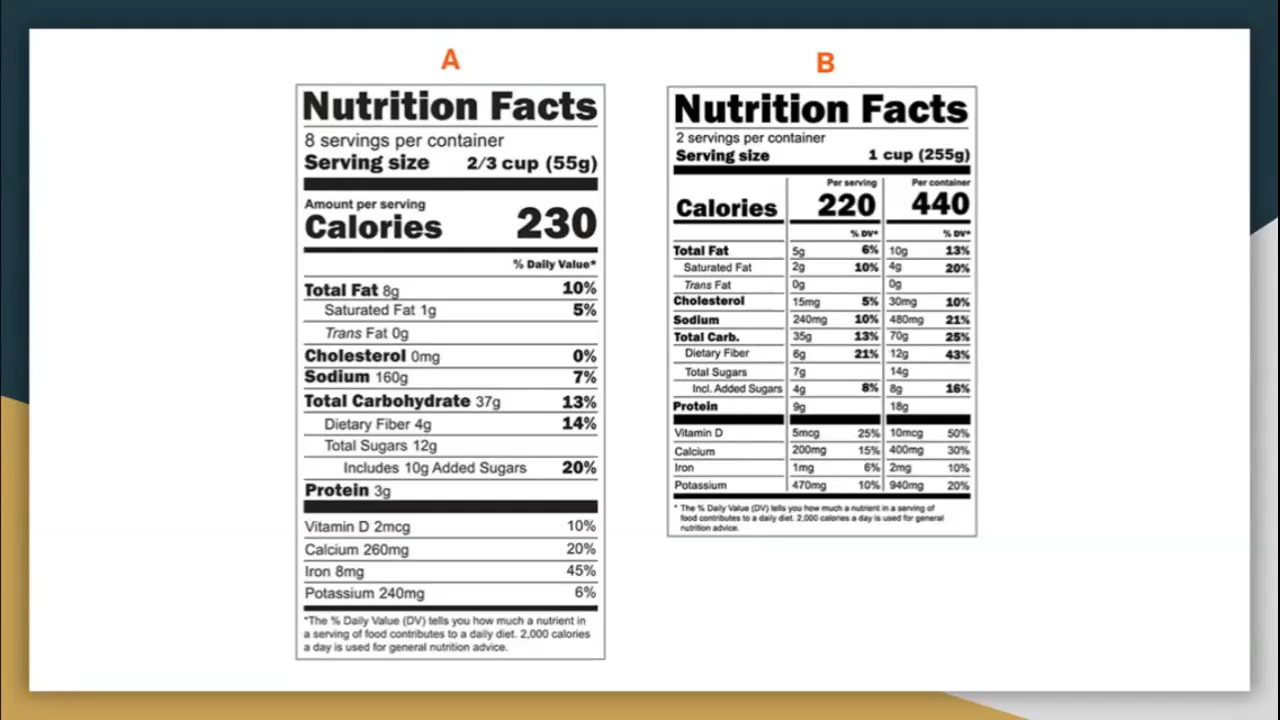 A
Nutrition Facts
8 servings per container
Serving size 2/3 cup (55g)
Amount per serving
Calories 230
% Daily Value*
Total Fat 8g 10%
Saturated Fat 1g 5%
Trans Fat 0g
Cholesterol 0mg 0%
Sodium 160g 7%
Total Carbohydrate 37g 13%
Dietary Fiber 4g 14%
Total Sugars 12g
Includes 10g Added Sugars 20%
Protein 3g
Vitamin D 2mcg 10%
Calcium 260mg 20%
Iron 8mg 45%
Potassium 240mg 6%
*The % Daily Value (DV) tells you how much a nutrient in
a serving of food contributes to a daily diet. 2,000 calories
a day is used for general nutrition advice.
B
Nutrition Facts
2 servings per container
Serving size 1 cup (255g)
Per serving Per container
Calories 220 440
% DV* % DV*
Total Fat 5g 6% 10g 13%
Saturated Fat 2g 10% 4g 20%
Trans Fat 0g 0g
Cholesterol 15mg 5% 30mg 10%
Sodium 240mg 10% 480mg 21%
Total Carb. 35g 13% 70g 25%
Dietary Fiber 6g 21% 12g 43%
Total Sugars 7g 14g
Incl. Added Sugars 4g 8% 8g 16%
Protein 9g 18g
Vitamin D 5mcg 25% 10mcg 50%
Calcium 200mg 15% 400mg 30%
Iron 1mg 6% 2mg 10%
Potassium 470mg 10% 940mg 20%
* The % Daily Value (DV) tells you how much a nutrient in a serving of
food contributes to a daily diet. 2,000 calories a day is used for general
nutrition advice.